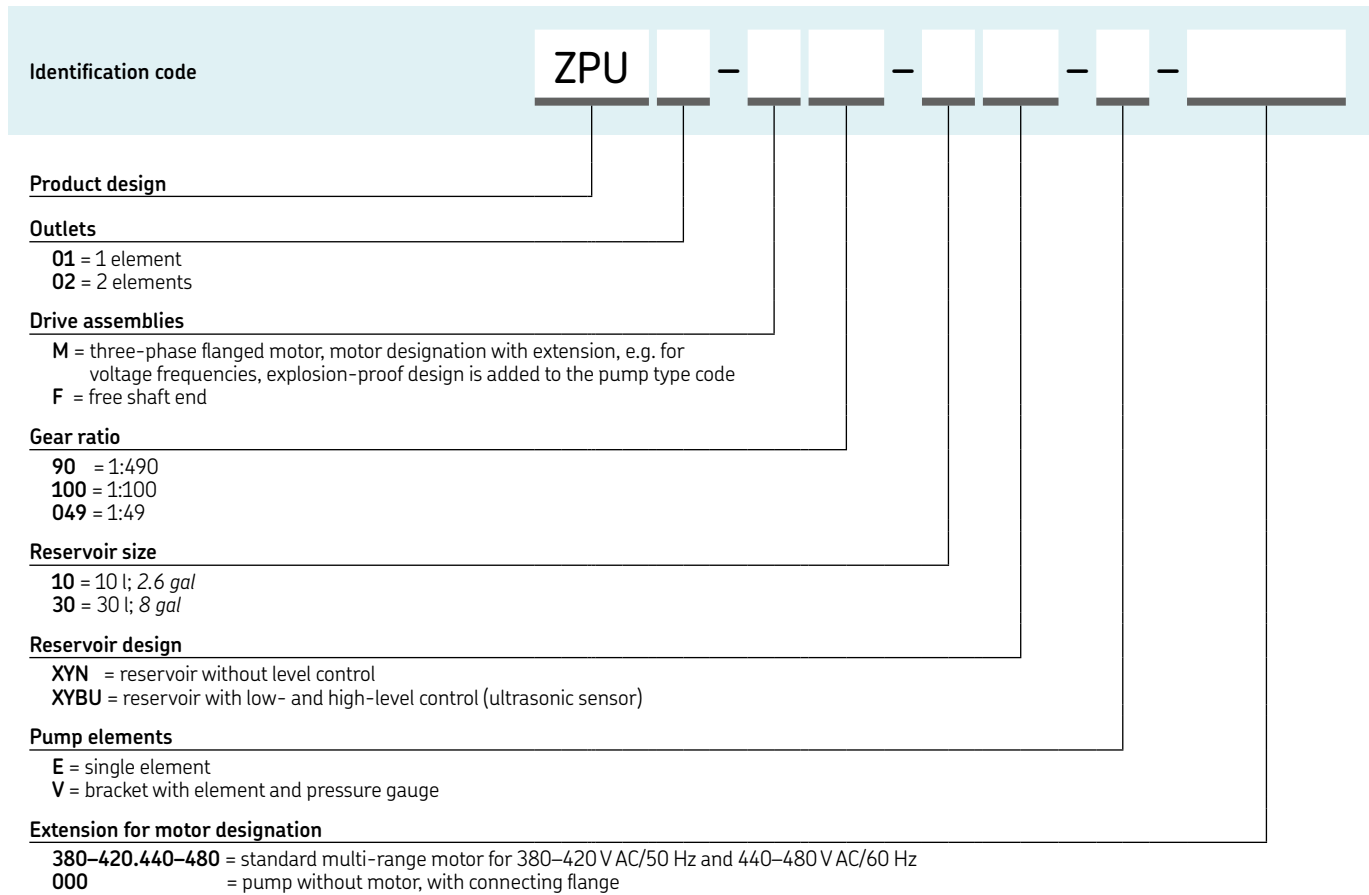 Identification code ZPU – – – –
Product design
Outlets
01 = 1 element
02 = 2 elements
Drive assemblies
M = three-phase flanged motor, motor designation with extension, e.g. for
voltage frequencies, explosion-proof design is added to the pump type code
F = free shaft end
Gear ratio
90 = 1:490
100 = 1:100
049 = 1:49
Reservoir size
10 = 10 l; 2.6 gal
30 = 30 l; 8 gal
Reservoir design
XYN = reservoir without level control
XYBU = reservoir with low- and high-level control (ultrasonic sensor)
Pump elements
E = single element
V = bracket with element and pressure gauge
Extension for motor designation
380–420.440–480 = standard multi-range motor for 380–420 V AC/50 Hz and 440–480 V AC/60 Hz
000 = pump without motor, with connecting flange